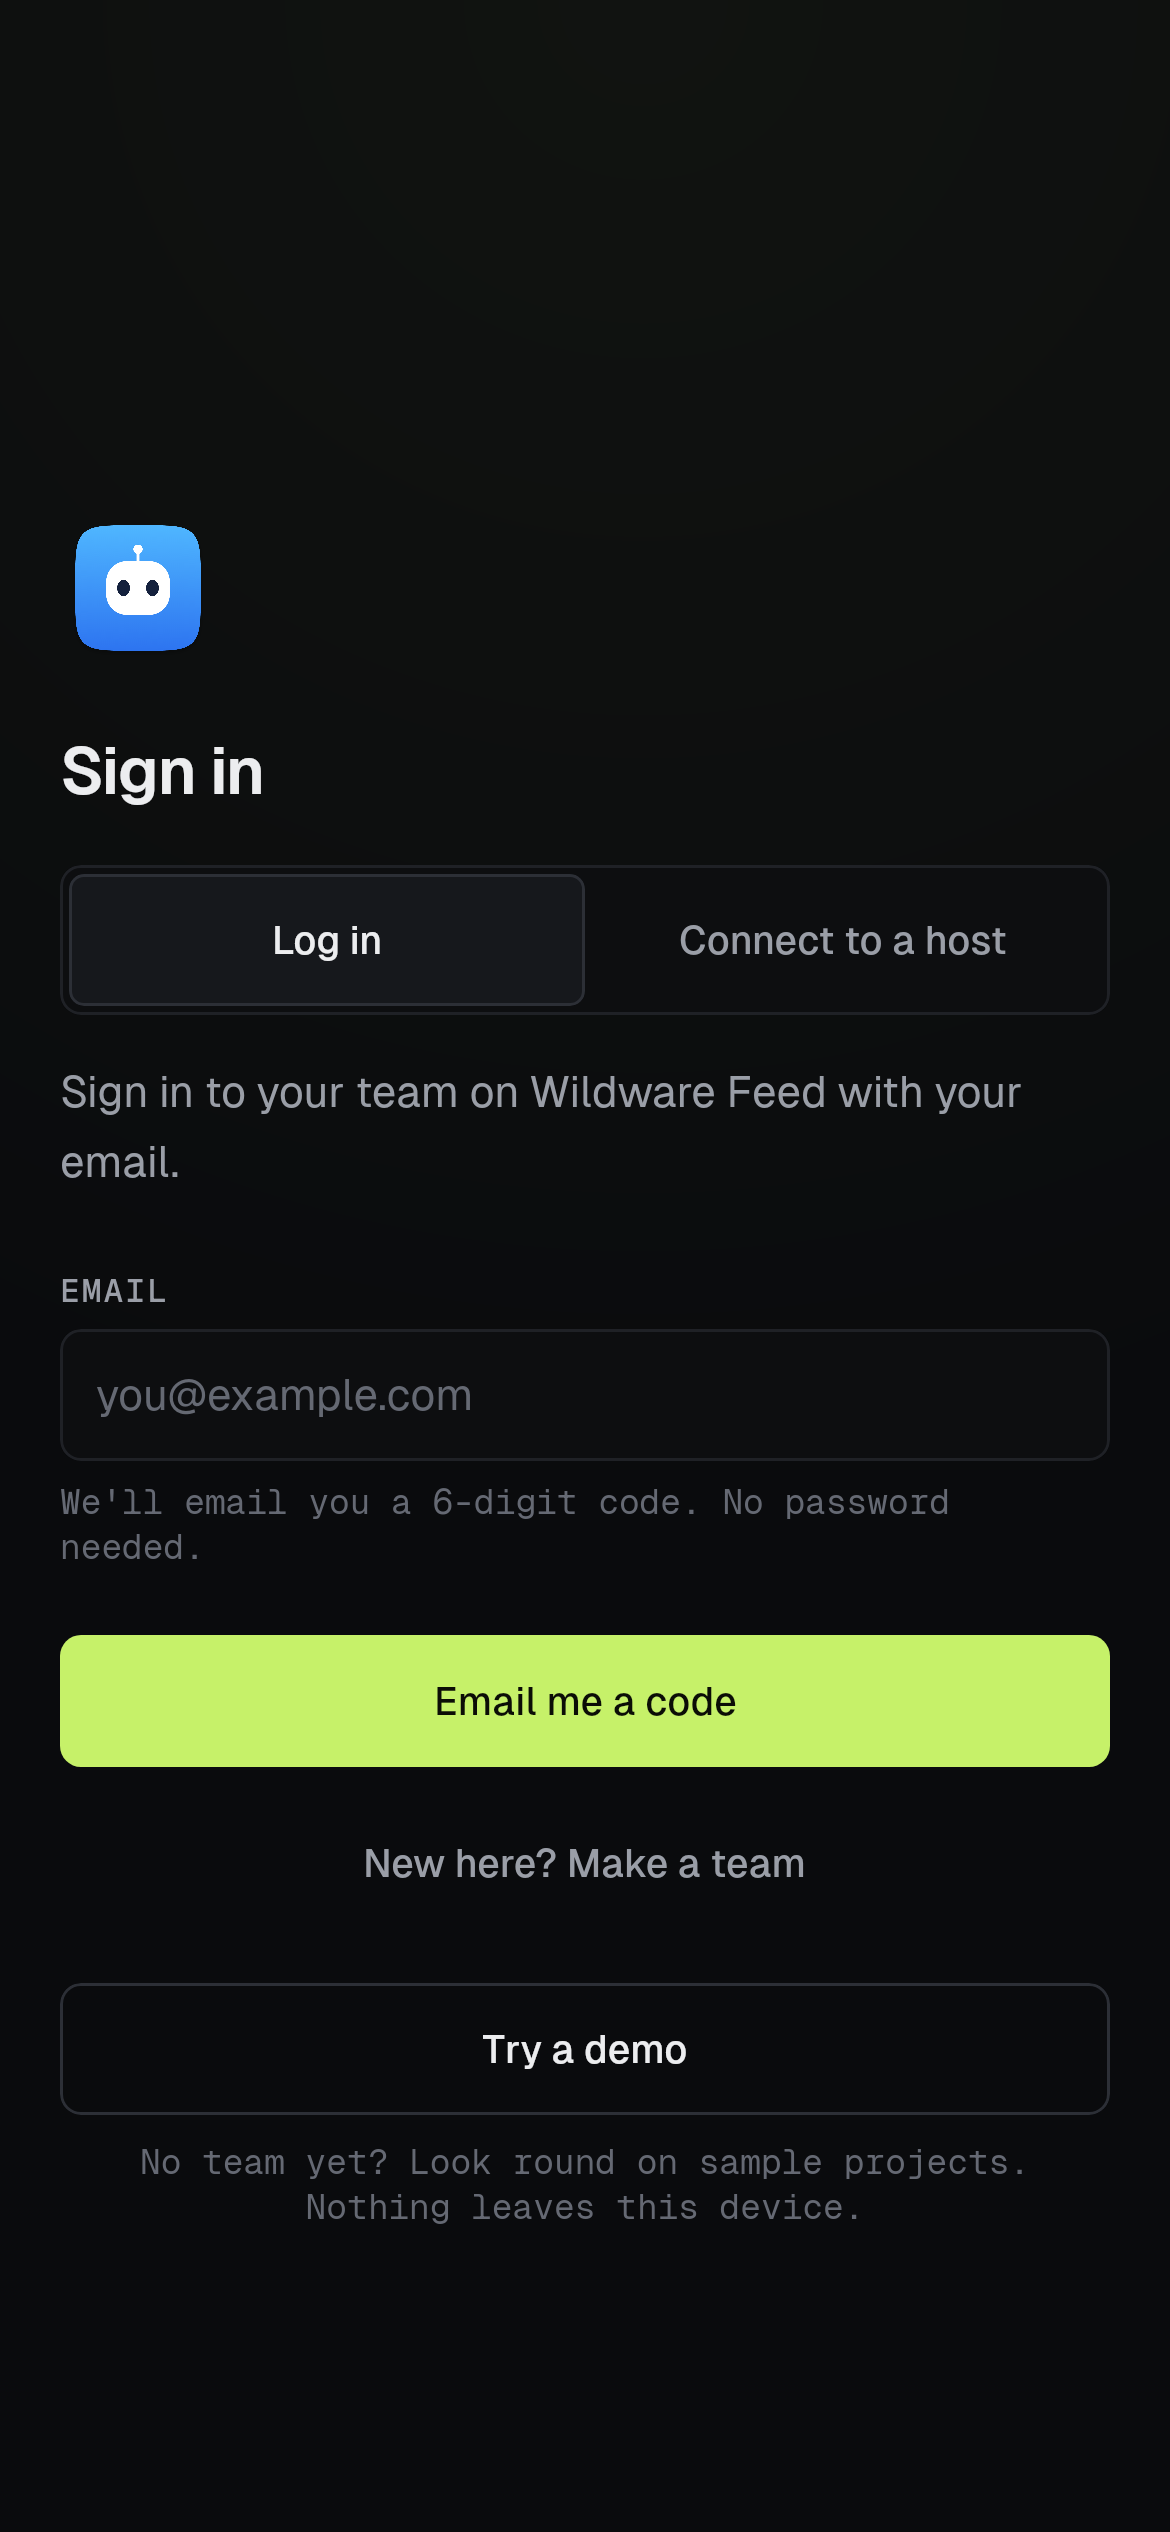 Sign in
Log in
Connect to a host
Sign in to your team on Wildware Feed with your
email.
EMAIL
you@example.com
We'll email you a 6-digit code. No password
needed.
Email me a code
New here? Make a team
Try a demo
No team yet? Look round on sample projects.
Nothing leaves this device.